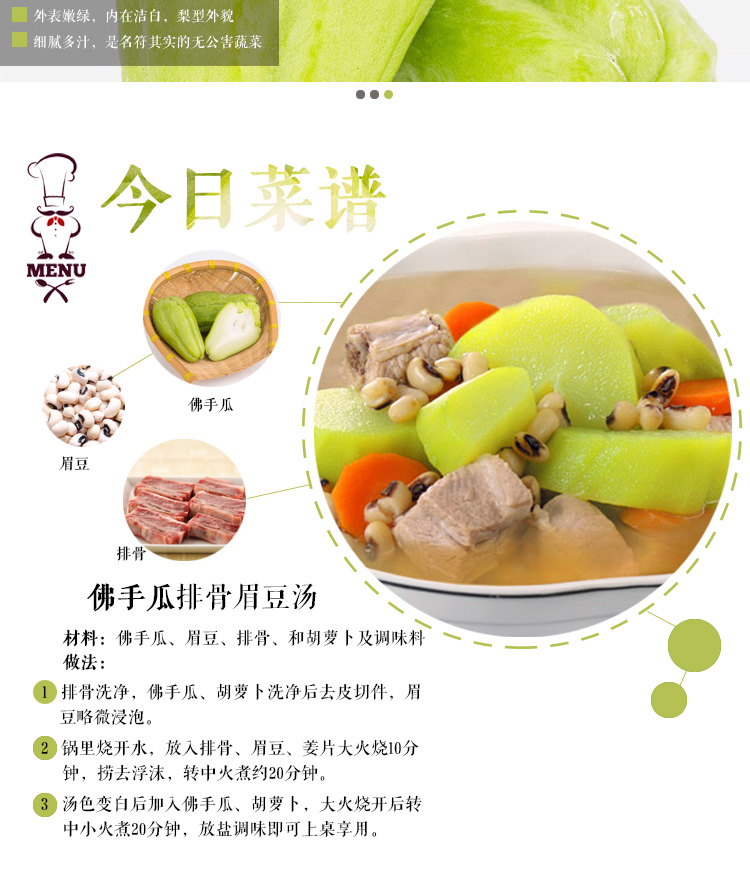 外表嫩绿，内在洁白，梨型外貌
细腻多汁，是名符其实的无公害蔬菜
今日菜谱
MENU
佛手瓜
眉豆
排骨
佛手瓜排骨眉豆汤
材料：佛手瓜、眉豆、排骨、和胡萝卜及调味料
做法：
1 排骨洗净，佛手瓜、胡萝卜洗净后去皮切件，眉
豆略微浸泡。
2 锅里烧开水，放入排骨、眉豆、姜片大火烧10分
钟，捞去浮沫，转中火煮约20分钟。
3 汤色变白后加入佛手瓜、胡萝卜，大火烧开后转
中小火煮20分钟，放盐调味即可上桌享用。